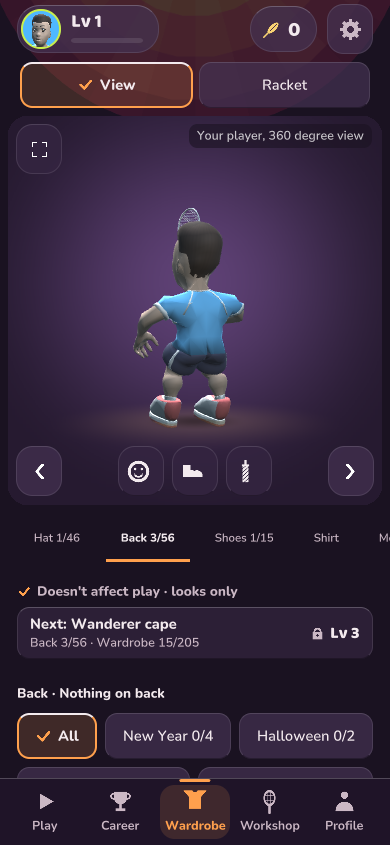 Lv 1
0
View
Racket
Your player, 360 degree view
Hat 1/46
Back 3/56
Shoes 1/15
Shirt
Doesn't affect play · looks only
Next: Wanderer cape
Back 3/56 · Wardrobe 15/205
Lv 3
Back · Nothing on back
All
New Year 0/4
Halloween 0/2
Play
Career
Wardrobe
Workshop
Profile